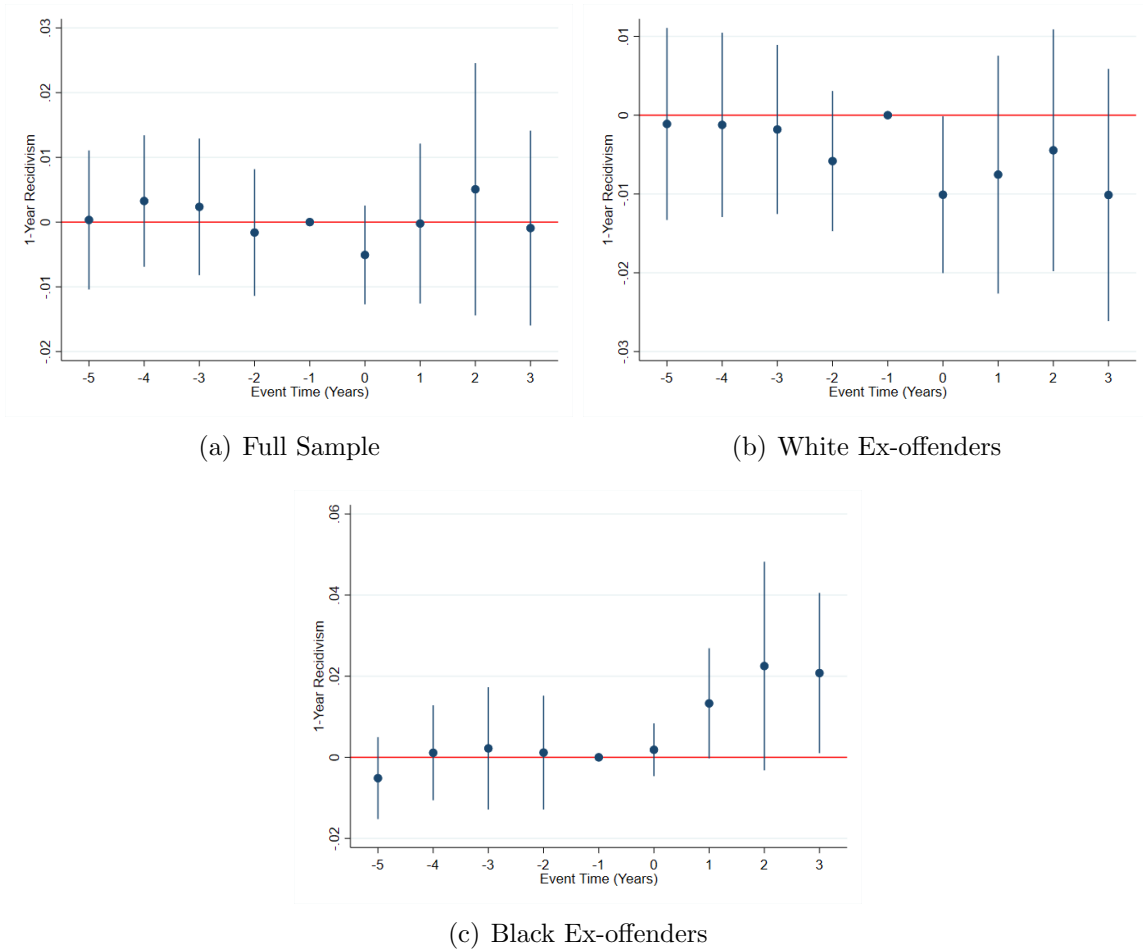 1-Year Recidivism
.03
.02
.01
0
-.01
-.02
-5 -4 -3 -2 -1 0 1 2 3
Event Time (Years)
(a) Full Sample
1-Year Recidivism
.01
0
-.01
-.02
-.03
-5 -4 -3 -2 -1 0 1 2 3
Event Time (Years)
(b) White Ex-offenders
1-Year Recidivism
.06
.04
.02
0
-.02
-5 -4 -3 -2 -1 0 1 2 3
Event Time (Years)
(c) Black Ex-offenders